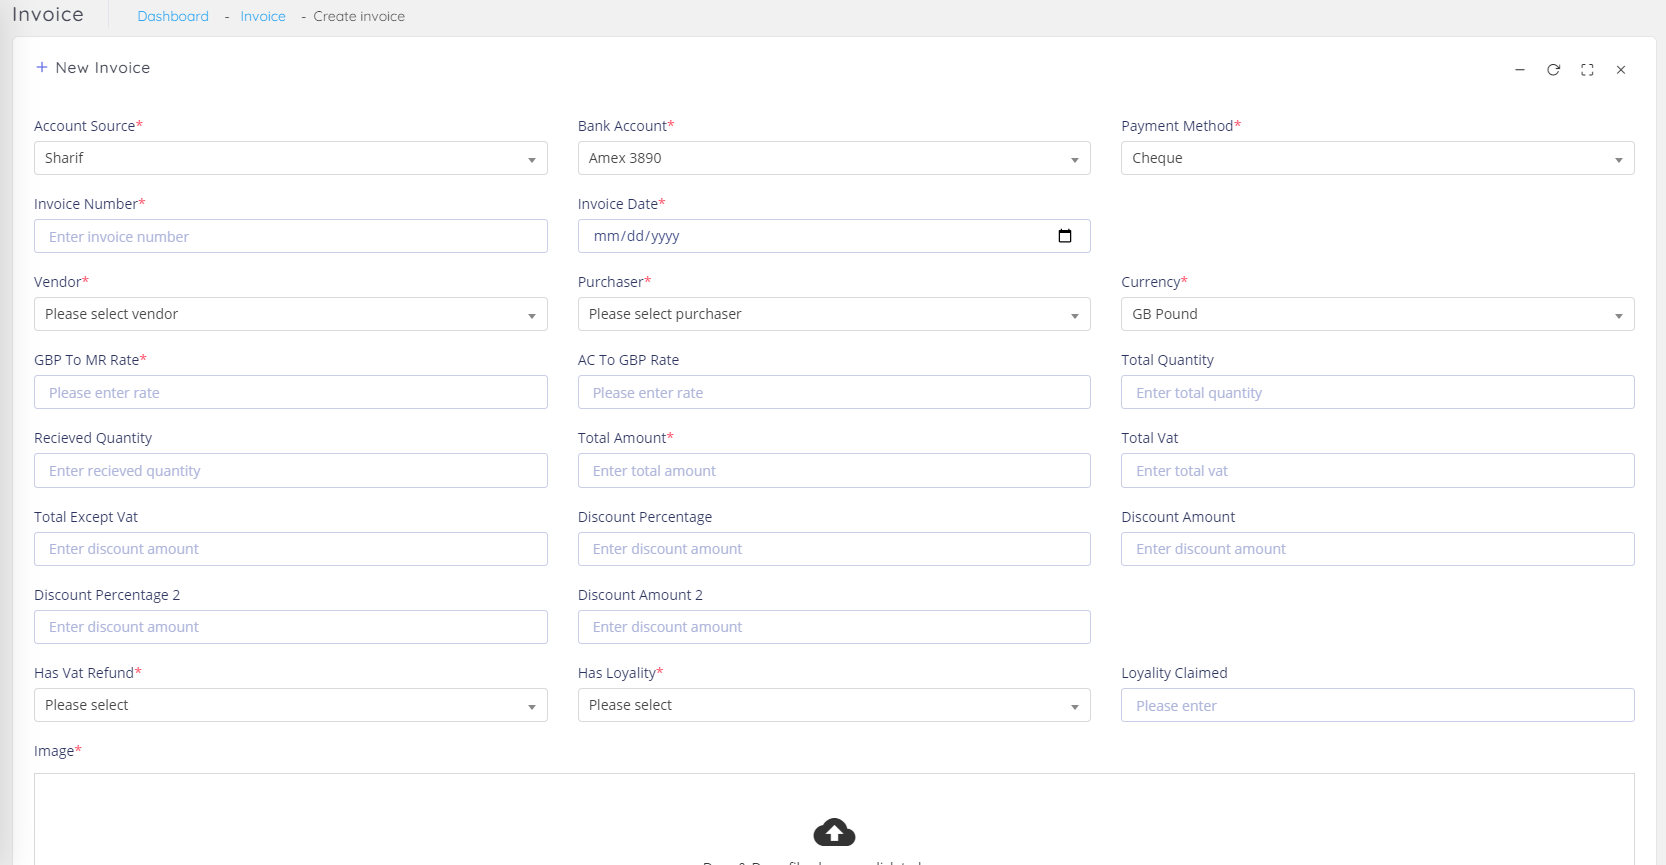 Invoice Dashboard - Invoice - Create invoice
+ New Invoice
Account Source* Bank Account* Payment Method*
Sharif Amex 3890 Cheque
Invoice Number* Invoice Date*
Enter invoice number mm/dd/yyyy
Vendor* Purchaser* Currency*
Please select vendor Please select purchaser GB Pound
GBP To MR Rate* AC To GBP Rate Total Quantity
Please enter rate Please enter rate Enter total quantity
Recieved Quantity Total Amount* Total Vat
Enter recieved quantity Enter total amount Enter total vat
Total Except Vat Discount Percentage Discount Amount
Enter discount amount Enter discount amount Enter discount amount
Discount Percentage 2 Discount Amount 2
Enter discount amount Enter discount amount
Has Vat Refund* Has Loyality* Loyality Claimed
Please select Please select Please enter
Image*